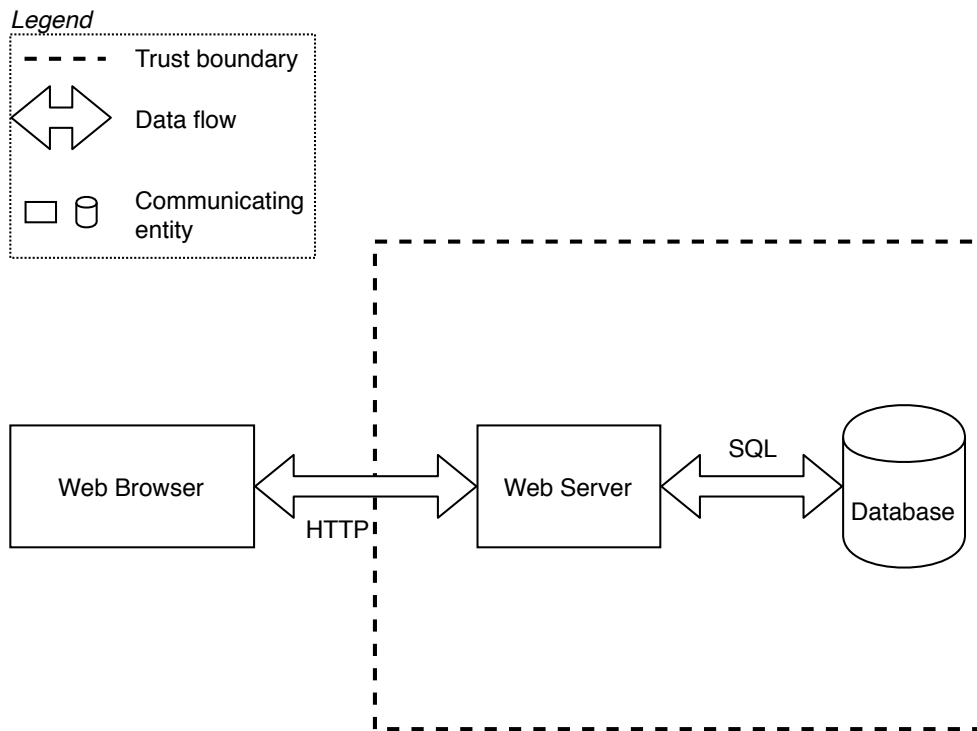 Legend
Trust boundary
Data flow
Communicating
entity
Web Browser
HTTP
Web Server
SQL
Database